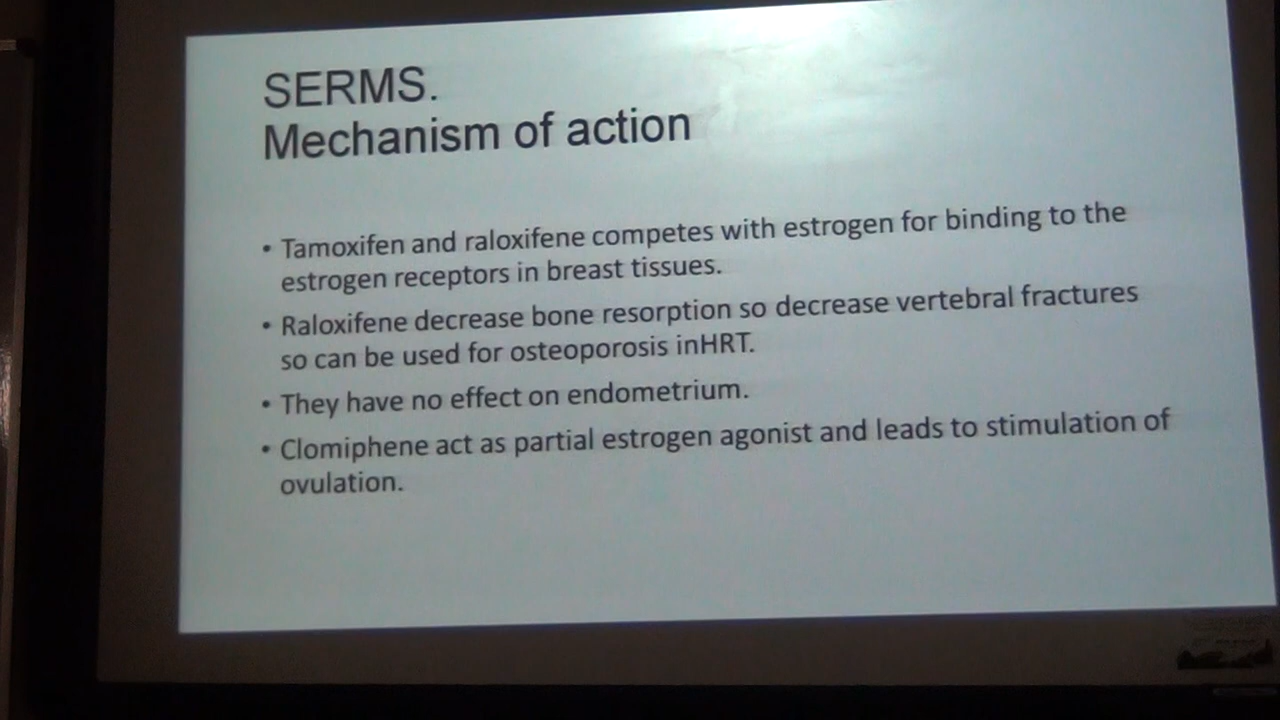 SERMS.
Mechanism of action
• Tamoxifen and raloxifene competes with estrogen for binding to the
estrogen receptors in breast tissues.
• Raloxifene decrease bone resorption so decrease vertebral fractures
so can be used for osteoporosis inHRT.
• They have no effect on endometrium.
• Clomiphene act as partial estrogen agonist and leads to stimulation of
ovulation.